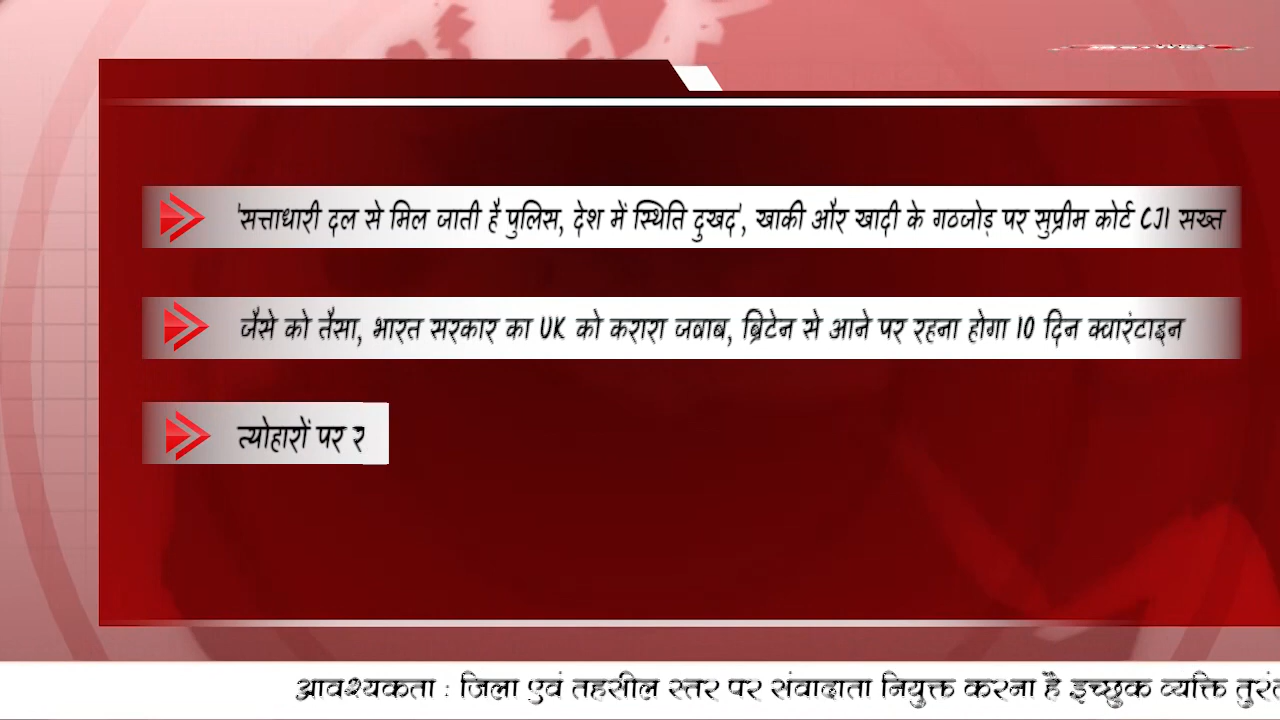 'सत्ताधारी दल से मिल जाती है पुलिस, देश में स्थिति दुखद', खाकी और खादी के गठजोड़ पर सुप्रीम कोर्ट CJI सख्त
जैसे को तैसा, भारत सरकार का UK को करारा जवाब, ब्रिटेन से आने पर रहना होगा 10 दिन क्वारंटाइन
त्योहारों पर र
आवश्यकता : जिला एवं तहसील स्तर पर संवादाता नियुक्त करना है इच्छुक व्यक्ति तुरंत